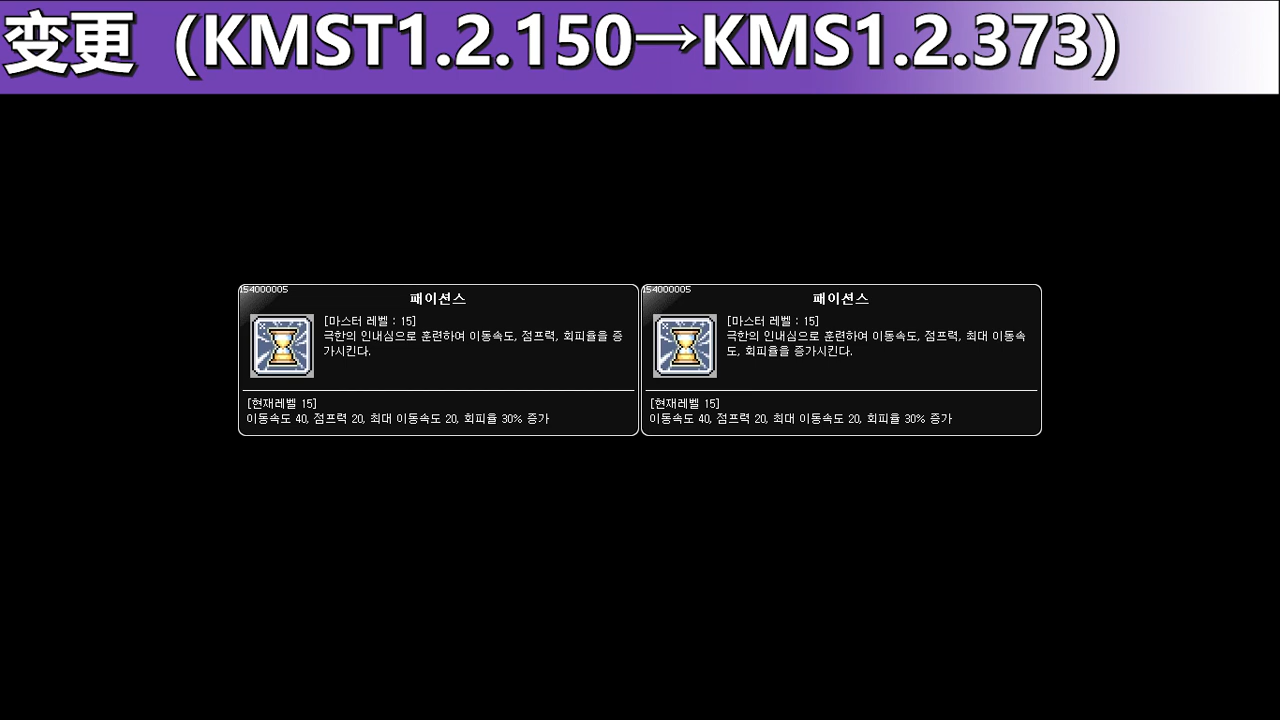 变更（KMST1.2.150→KMS1.2.373）
154000005
패이션스
[마스터 레벨 : 15]
극한의 인내심으로 훈련하여 이동속도, 점프력, 회피율을 증
가시킨다.
[현재레벨 15]
이동속도 40, 점프력 20, 최대 이동속도 20, 회피율 30% 증가
154000005
패이션스
[마스터 레벨 : 15]
극한의 인내심으로 훈련하여 이동속도, 점프력, 최대 이동속
도, 회피율을 증가시킨다.
[현재레벨 15]
이동속도 40, 점프력 20, 최대 이동속도 20, 회피율 30% 증가